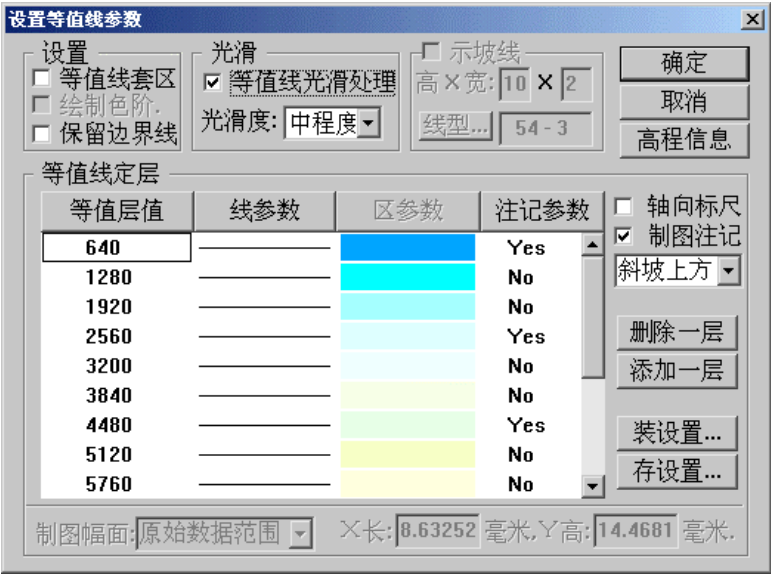 设置等值线参数
设置
等值线套区
绘制色阶.
保留边界线
光滑
等值线光滑处理
光滑度: 中程度
示坡线
高X宽: 10 X 2
线型... 54 - 3
确定
取消
高程信息
等值线定层
等值层值 线参数 区参数 注记参数
640 Yes
1280 No
1920 No
2560 Yes
3200 No
3840 No
4480 Yes
5120 No
5760 No
轴向标尺
制图注记
斜坡上方
删除一层
添加一层
装设置...
存设置...
制图幅面: 原始数据范围 X长: 8.63252 毫米,Y高: 14.4681 毫米.